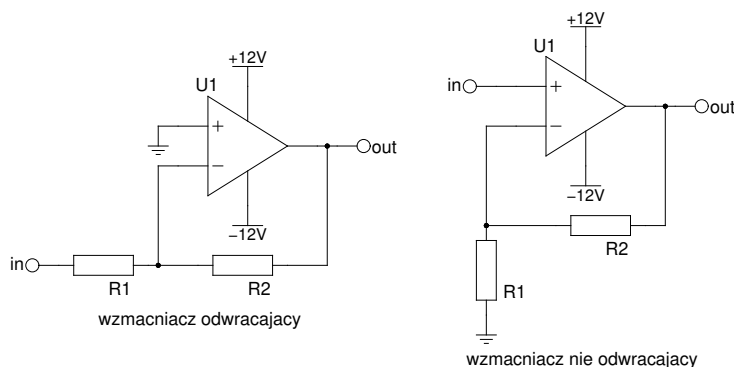 +12V
U1
+
−
out
−12V
in
R1
R2
wzmacniacz odwracajacy
+12V
U1
in
+
−
out
−12V
R2
R1
wzmacniacz nie odwracajacy